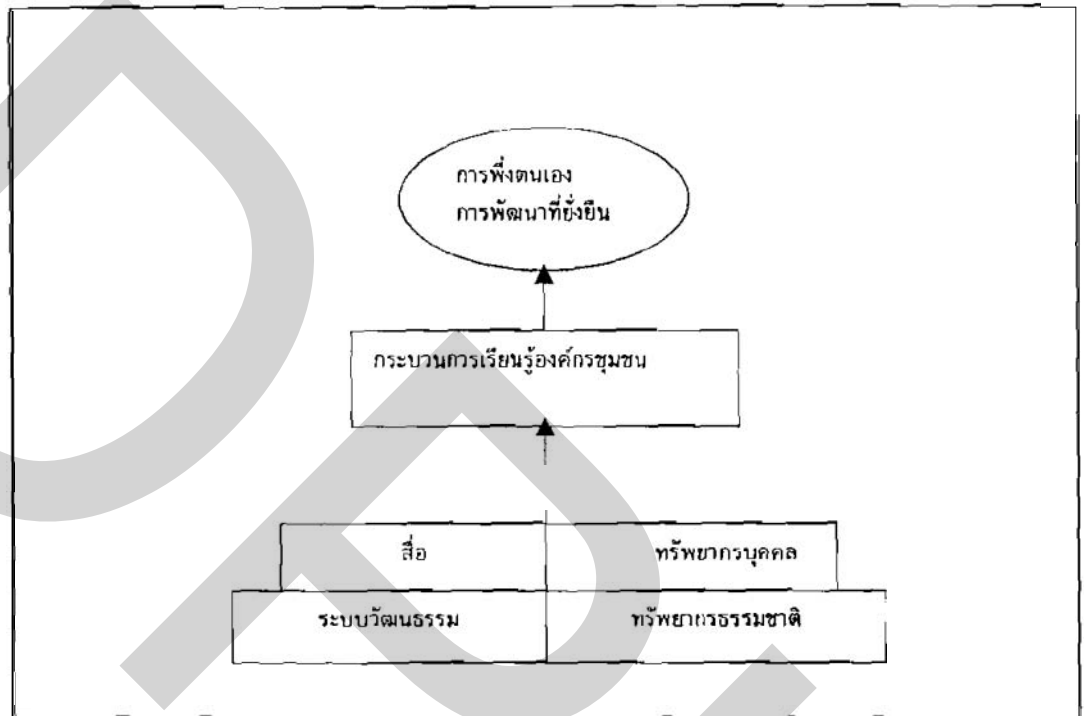 การพึ่งตนเอง
การพัฒนาที่ยั่งยืน
กระบวนการเรียนรู้องค์กรชุมชน
สื่อ
ทรัพยากรบุคคล
ระบบวัฒนธรรม
ทรัพยากรธรรมชาติ